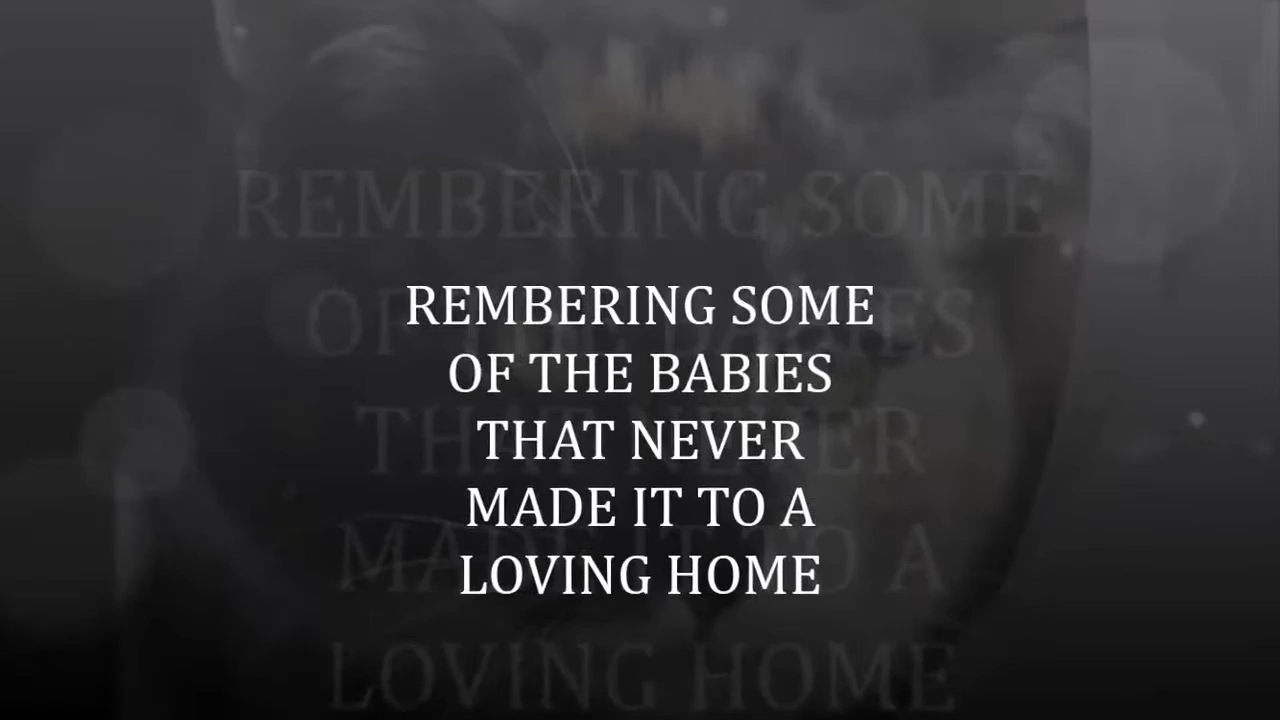 REMBERING SOME
OF THE BABIES
THAT NEVER
MADE IT TO A
LOVING HOME